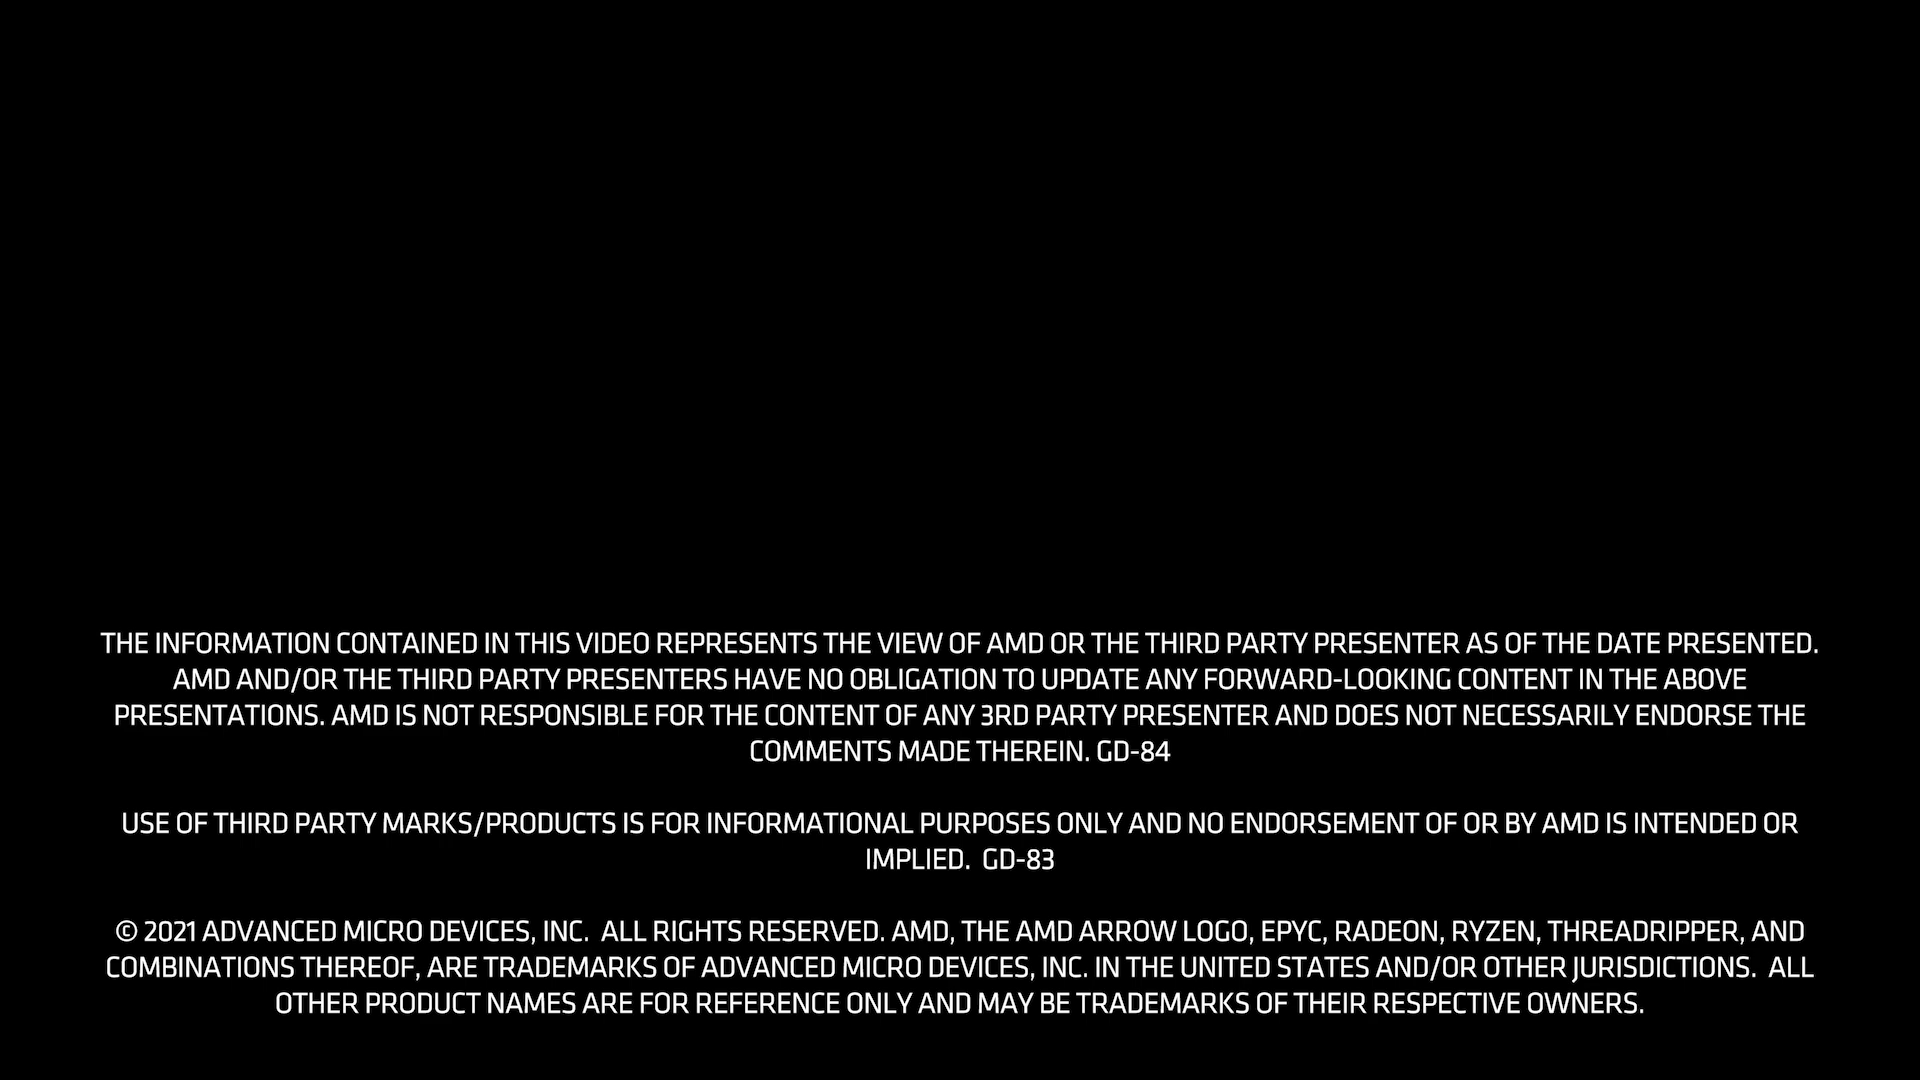 THE INFORMATION CONTAINED IN THIS VIDEO REPRESENTS THE VIEW OF AMD OR THE THIRD PARTY PRESENTER AS OF THE DATE PRESENTED.
AMD AND/OR THE THIRD PARTY PRESENTERS HAVE NO OBLIGATION TO UPDATE ANY FORWARD-LOOKING CONTENT IN THE ABOVE
PRESENTATIONS. AMD IS NOT RESPONSIBLE FOR THE CONTENT OF ANY 3RD PARTY PRESENTER AND DOES NOT NECESSARILY ENDORSE THE
COMMENTS MADE THEREIN. GD-84
USE OF THIRD PARTY MARKS/PRODUCTS IS FOR INFORMATIONAL PURPOSES ONLY AND NO ENDORSEMENT OF OR BY AMD IS INTENDED OR
IMPLIED.  GD-83
© 2021 ADVANCED MICRO DEVICES, INC.  ALL RIGHTS RESERVED. AMD, THE AMD ARROW LOGO, EPYC, RADEON, RYZEN, THREADRIPPER, AND
COMBINATIONS THEREOF, ARE TRADEMARKS OF ADVANCED MICRO DEVICES, INC. IN THE UNITED STATES AND/OR OTHER JURISDICTIONS.  ALL
OTHER PRODUCT NAMES ARE FOR REFERENCE ONLY AND MAY BE TRADEMARKS OF THEIR RESPECTIVE OWNERS.